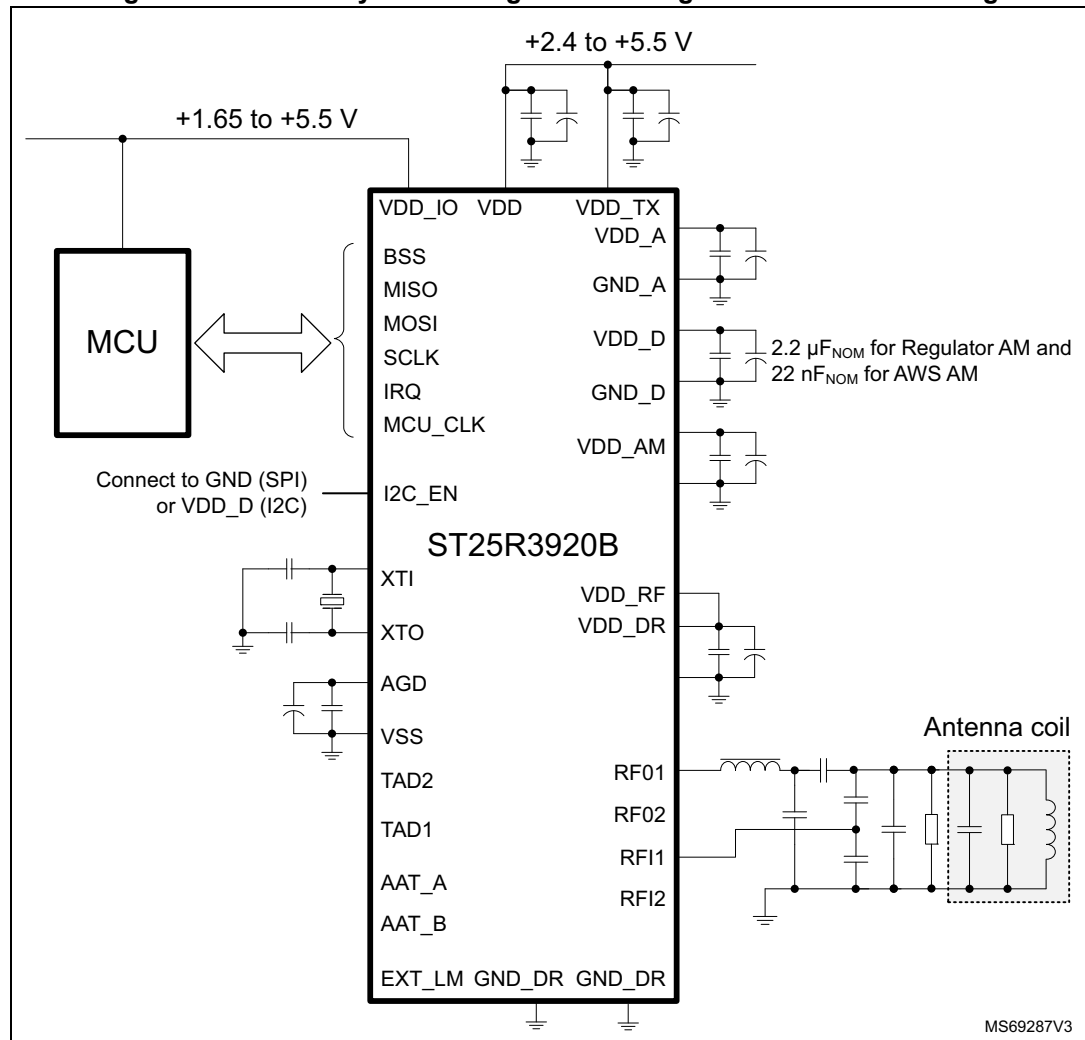 +2.4 to +5.5 V
+1.65 to +5.5 V
VDD_IO VDD VDD_TX
VDD_A
BSS
GND_A
MISO
MCU
MOSI
VDD_D
2.2 µFNOM for Regulator AM and
22 nFNOM for AWS AM
SCLK
IRQ
GND_D
MCU_CLK
VDD_AM
Connect to GND (SPI)
or VDD_D (I2C)
I2C_EN
ST25R3920B
XTI
VDD_RF
XTO
VDD_DR
AGD
VSS
Antenna coil
TAD2
RF01
RF02
TAD1
RFI1
AAT_A
RFI2
AAT_B
EXT_LM GND_DR GND_DR
MS69287V3